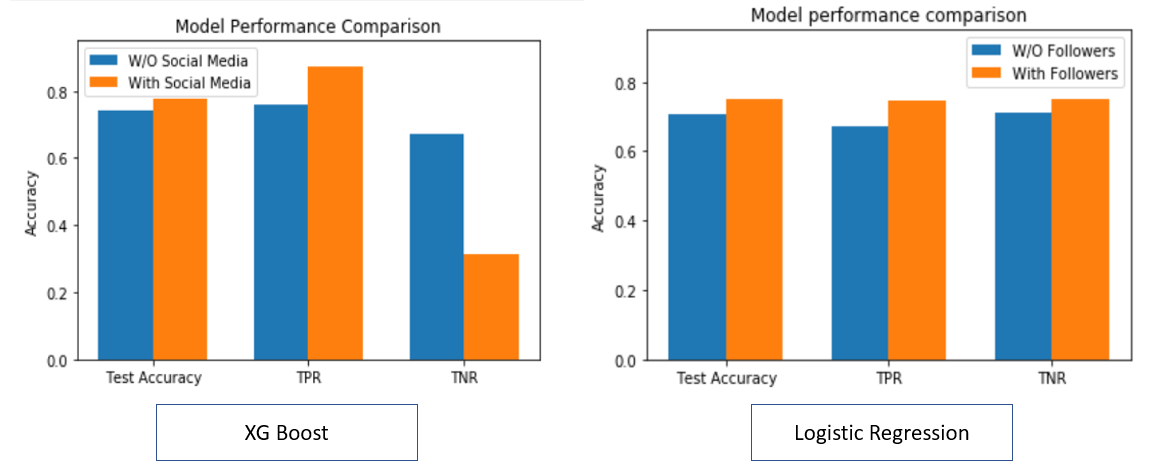 Model Performance Comparison
W/O Social Media
With Social Media
Accuracy
0.8
0.6
0.4
0.2
0.0
Test Accuracy TPR TNR
XG Boost
Model performance comparison
W/O Followers
With Followers
Accuracy
0.8
0.6
0.4
0.2
0.0
Test Accuracy TPR TNR
Logistic Regression